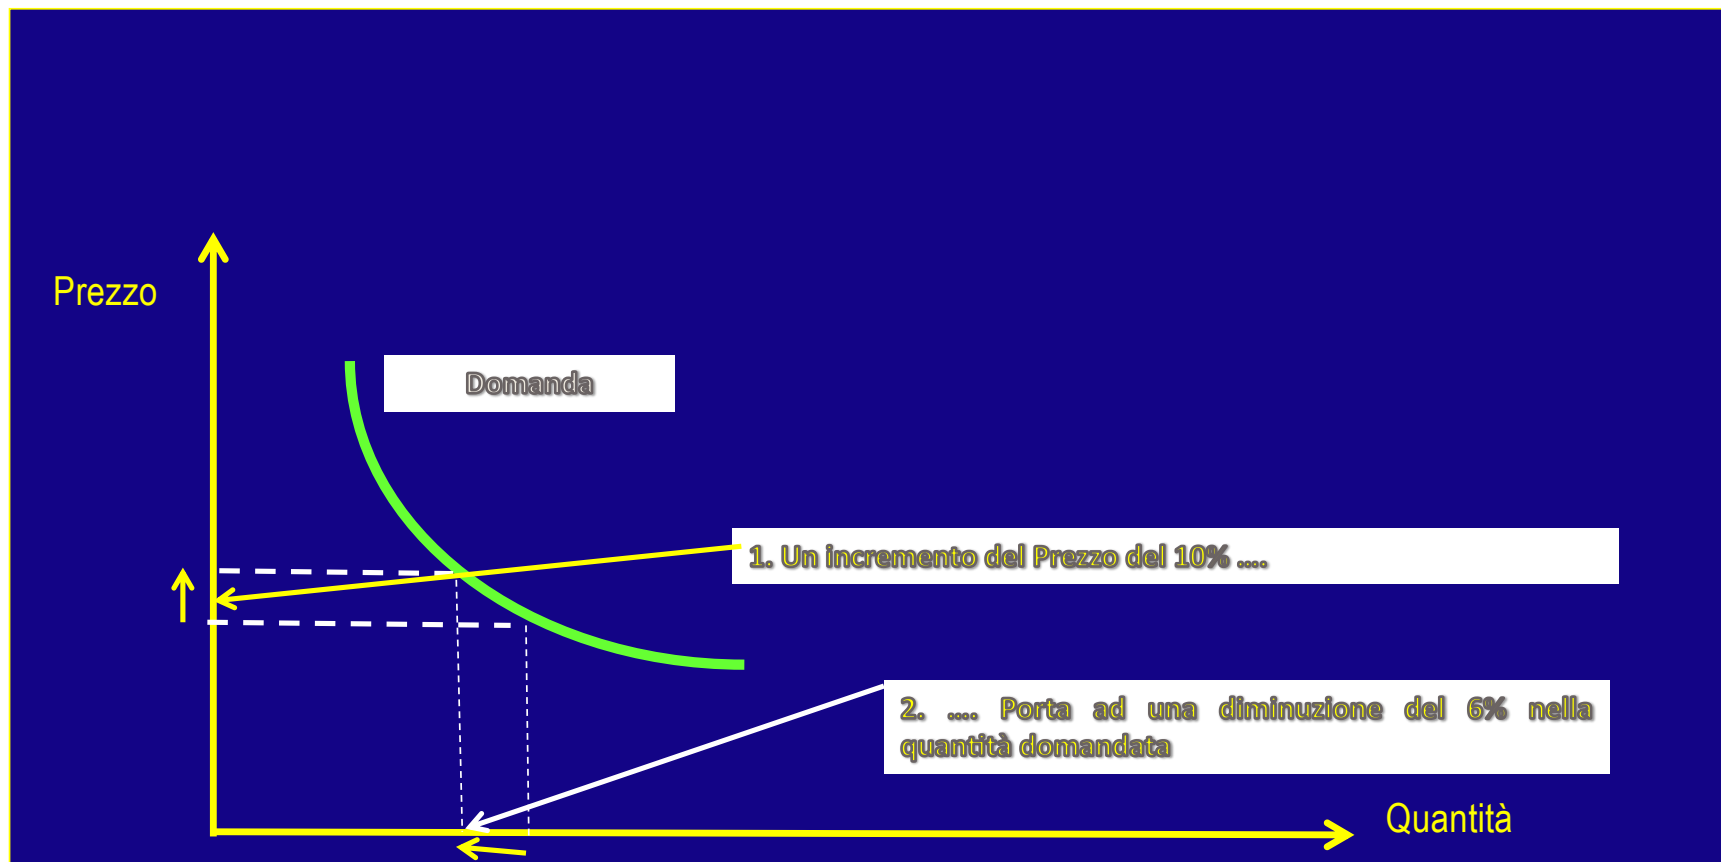 Prezzo
Domanda
1. Un incremento del Prezzo del 10% ....
2. .... Porta ad una diminuzione del 6% nella
quantità domandata
Quantità